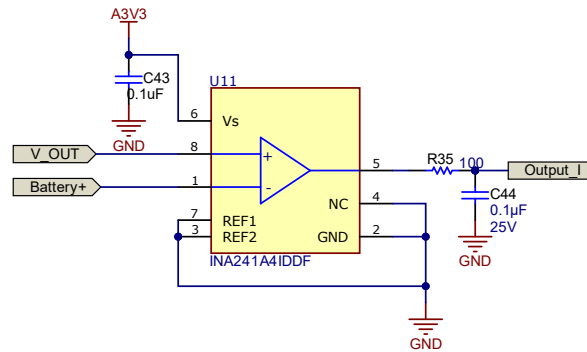 A3V3
C43
0.1uF
GND
U11
6
Vs
V_OUT
8
+
5
R35
100
Output_I
Battery+
1
-
NC
4
C44
0.1µF
25V
7
REF1
3
REF2
GND
2
GND
INA241A4IDDF
GND